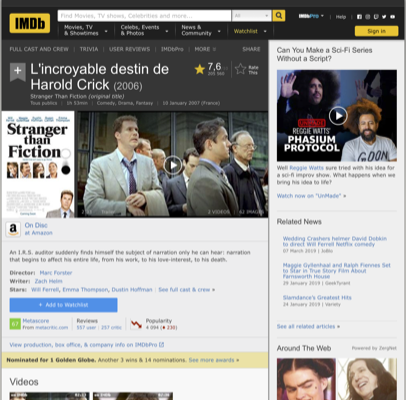 IMDb
Find Movies, TV shows, Celebrities and more...
All
IMDbPro
Help
Movies, TV
& Showtimes
Celebs, Events
& Photos
News &
Community
Watchlist
Sign in
FULL CAST AND CREW | TRIVIA | USER REVIEWS | IMDbPro | MORE
SHARE
L'incroyable destin de
Harold Crick (2006)
7,6
Rate
This
Stranger Than Fiction (original title)
Tous publics | 1h 53min | Comedy, Drama, Fantasy | 10 January 2007 (France)
Stranger
than
Fiction
VIDEOS | 62 IMAGES
On Disc
at Amazon
An I.R.S. auditor suddenly finds himself the subject of narration only he can hear: narration
that begins to affect his entire life, from his work, to his love-interest, to his death.
Director: Marc Forster
Writer: Zach Helm
Stars: Will Ferrell, Emma Thompson, Dustin Hoffman | See full cast & crew »
+ Add to Watchlist
67
Metascore
From metacritic.com
Reviews
557 user | 257 critic
Popularity
4 094 (230)
View production, box office, & company info on IMDbPro
Nominated for 1 Golden Globe. Another 3 wins & 14 nominations. See more awards »
Videos
Can You Make a Sci-Fi Series
Without a Script?
REGGIE WATTS'
PHASIUM
PROTOCOL
Well Reggie Watts sure tried with his idea for
a sci-fi improv show. What happens when we
bring his idea to life?
Watch now on "UnMade" »
Related News
Wedding Crashers helmer David Dobkin
to direct Will Ferrell Netflix comedy
07 March 2019 | JoBlo
Maggie Gyllenhaal and Ralph Fiennes Set
to Star in True Story Film About
Farnsworth House
29 January 2019 | GeekTyrant
Slamdance's Greatest Hits
24 January 2019 | Variety
See all related articles »
Around The Web
Powered by ZergNet